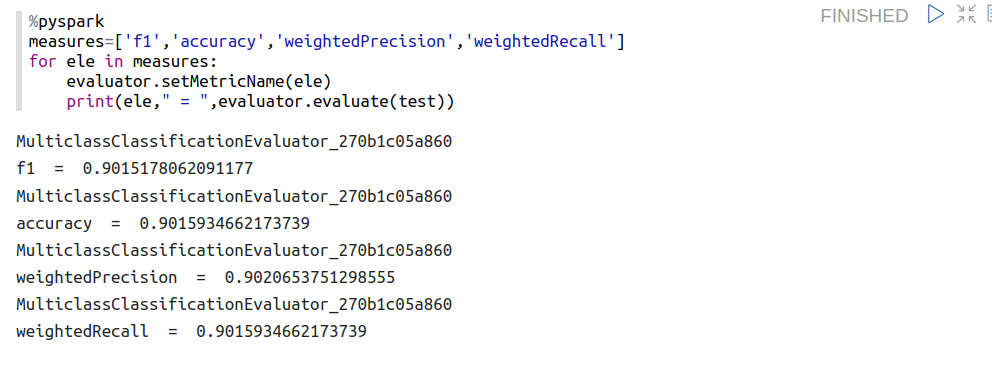 %pyspark
FINISHED
measures=['f1','accuracy','weightedPrecision','weightedRecall']
for ele in measures:
    evaluator.setMetricName(ele)
    print(ele," = ",evaluator.evaluate(test))
MulticlassClassificationEvaluator_270b1c05a860
f1  =  0.9015178062091177
MulticlassClassificationEvaluator_270b1c05a860
accuracy  =  0.9015934662173739
MulticlassClassificationEvaluator_270b1c05a860
weightedPrecision  =  0.9020653751298555
MulticlassClassificationEvaluator_270b1c05a860
weightedRecall  =  0.9015934662173739